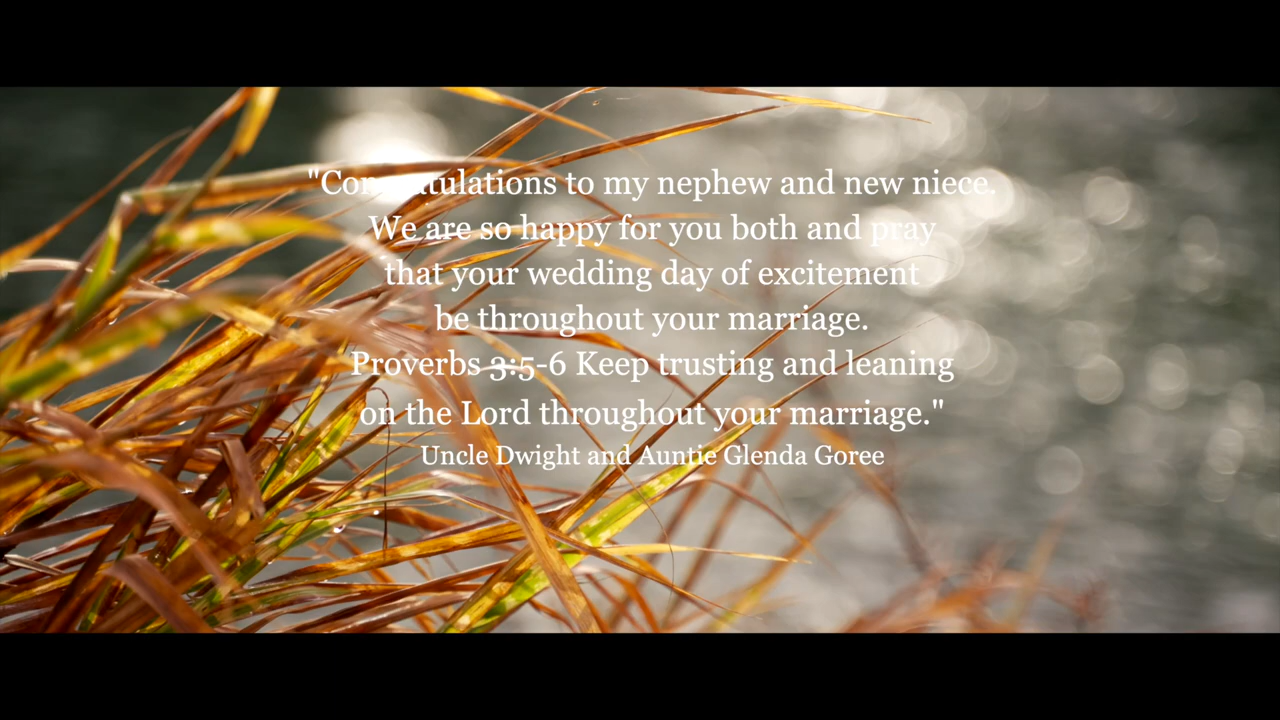 "Congratulations to my nephew and new niece.
We are so happy for you both and pray
that your wedding day of excitement
be throughout your marriage.
Proverbs 3:5-6 Keep trusting and leaning
on the Lord throughout your marriage."
Uncle Dwight and Auntie Glenda Goree